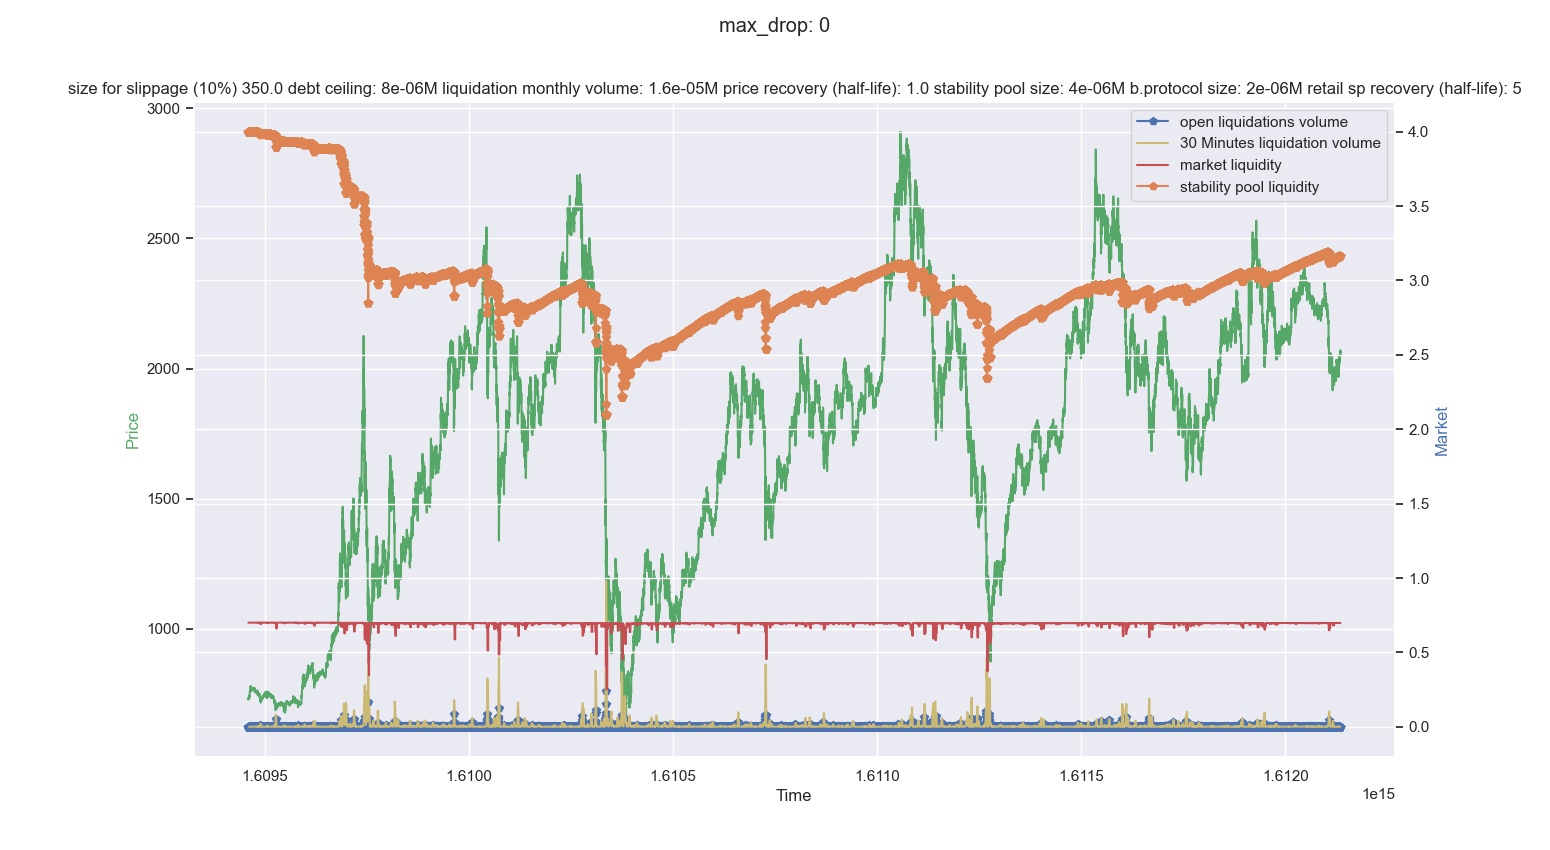 max_drop: 0
size for slippage (10%) 350.0 debt ceiling: 8e-06M liquidation monthly volume: 1.6e-05M price recovery (half-life): 1.0 stability pool size: 4e-06M b.protocol size: 2e-06M retail sp recovery (half-life): 5
open liquidations volume
30 Minutes liquidation volume
market liquidity
stability pool liquidity
3000
2500
2000
1500
1000
Price
4.0
3.5
3.0
2.5
2.0
1.5
1.0
0.5
0.0
Market
1.6095 1.6100 1.6105 1.6110 1.6115 1.6120
Time
1e15